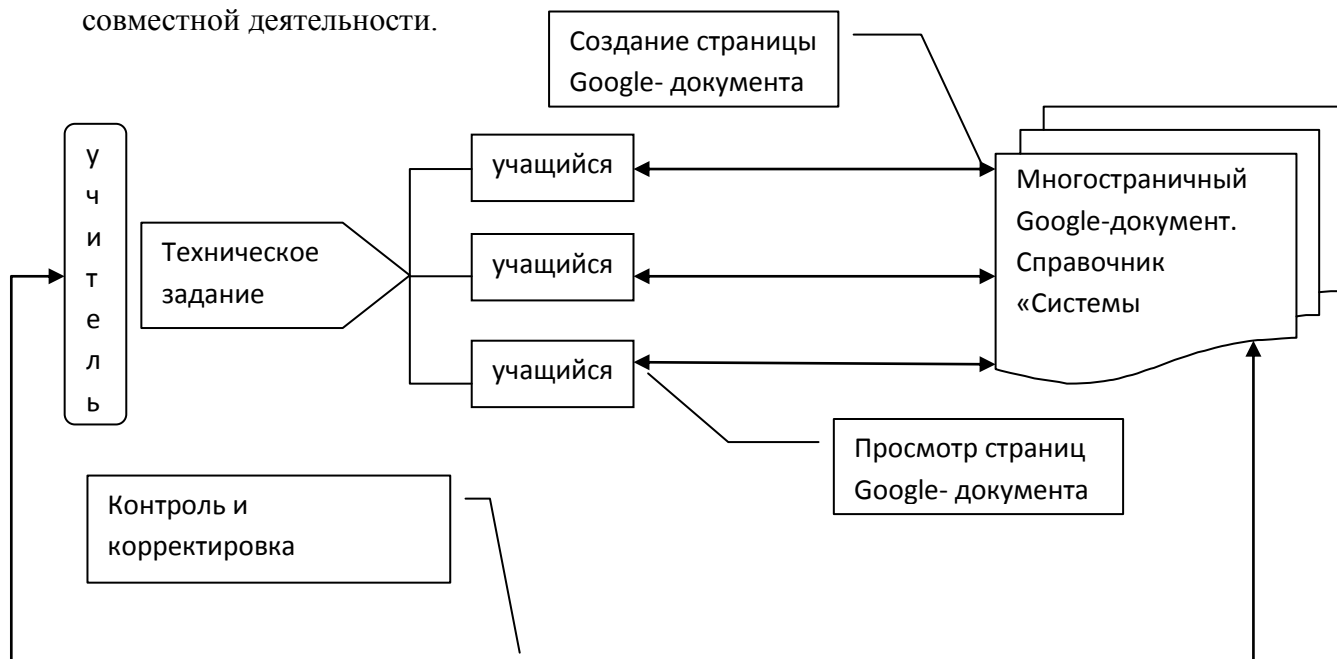 совместной деятельности.
Создание страницы
Google- документа
у
ч
и
т
е
л
ь
Техническое
задание
учащийся
учащийся
учащийся
Многостраничный
Google-документ.
Справочник
«Системы
Просмотр страниц
Google- документа
Контроль и
корректировка